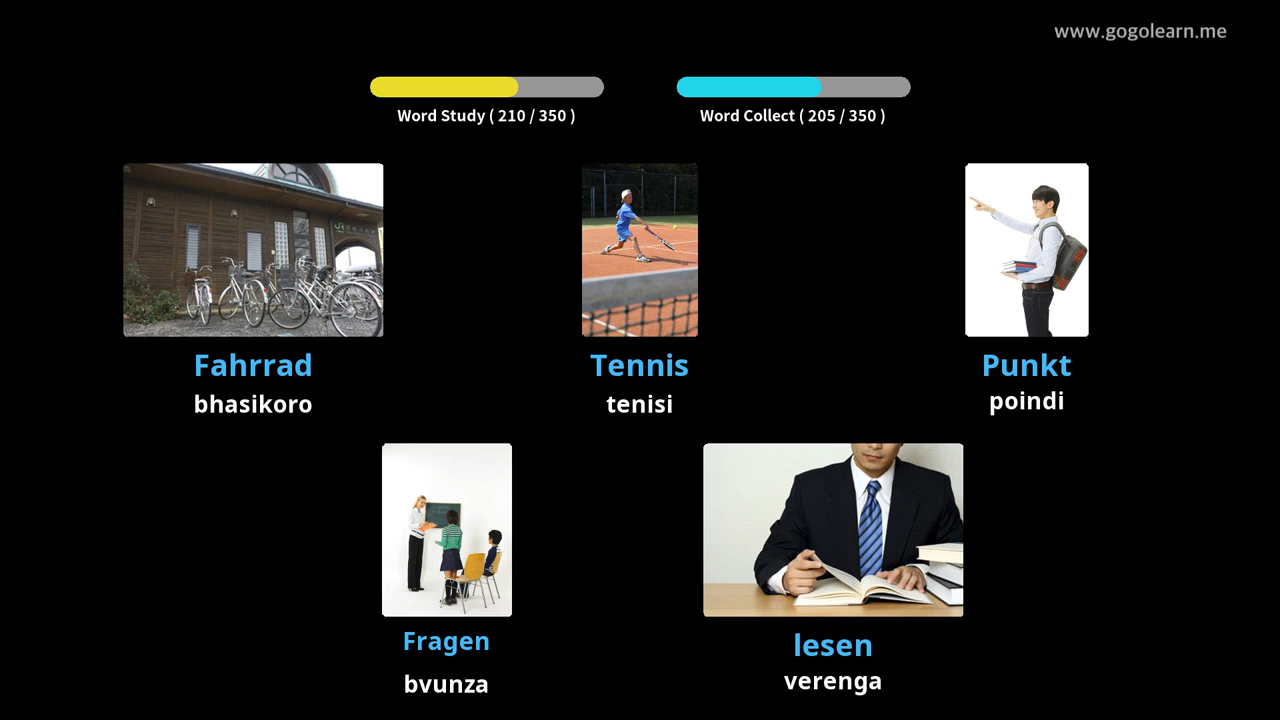 www.gogolearn.me
Word Study ( 210 / 350 )
Word Collect ( 205 / 350 )
JR
Fahrrad
bhasikoro
Tennis
tenisi
Punkt
poindi
Fragen
bvunza
lesen
verenga